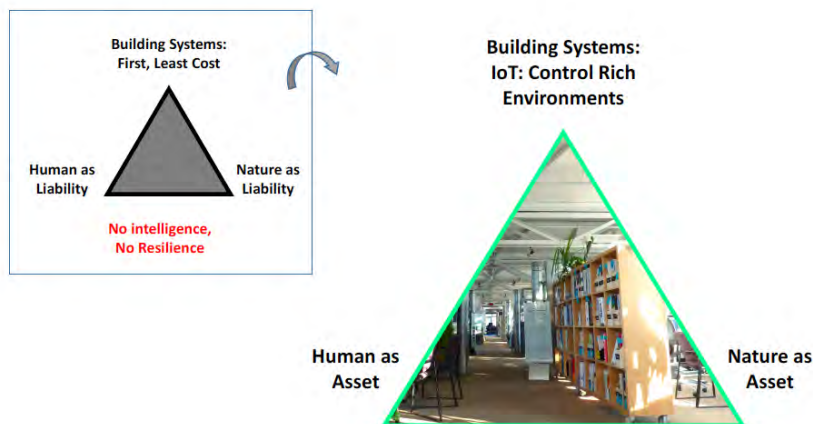 Building Systems:
First, Least Cost
Human as
Liability
Nature as
Liability
No intelligence,
No Resilience
Building Systems:
IoT: Control Rich
Environments
Human as
Asset
Nature as
Asset